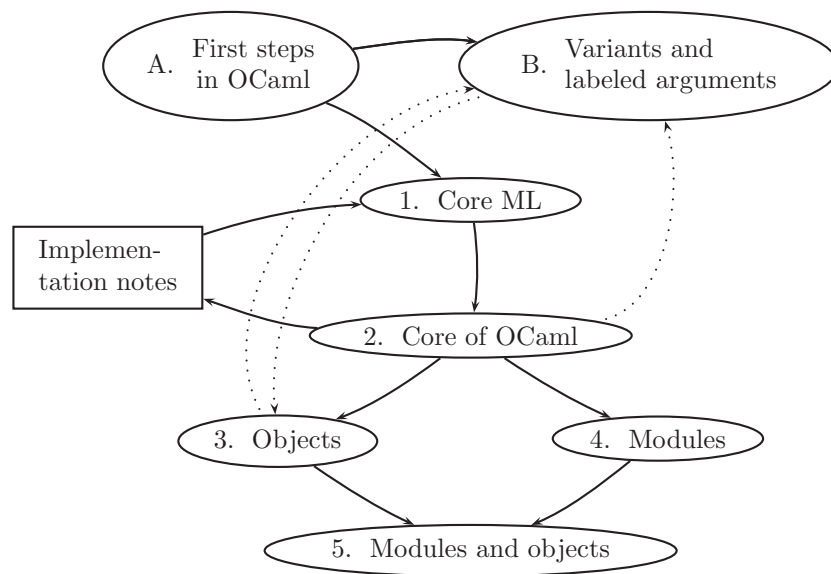 A. First steps
in OCaml
B. Variants and
labeled arguments
1. Core ML
Implemen-
tation notes
2. Core of OCaml
3. Objects
4. Modules
5. Modules and objects